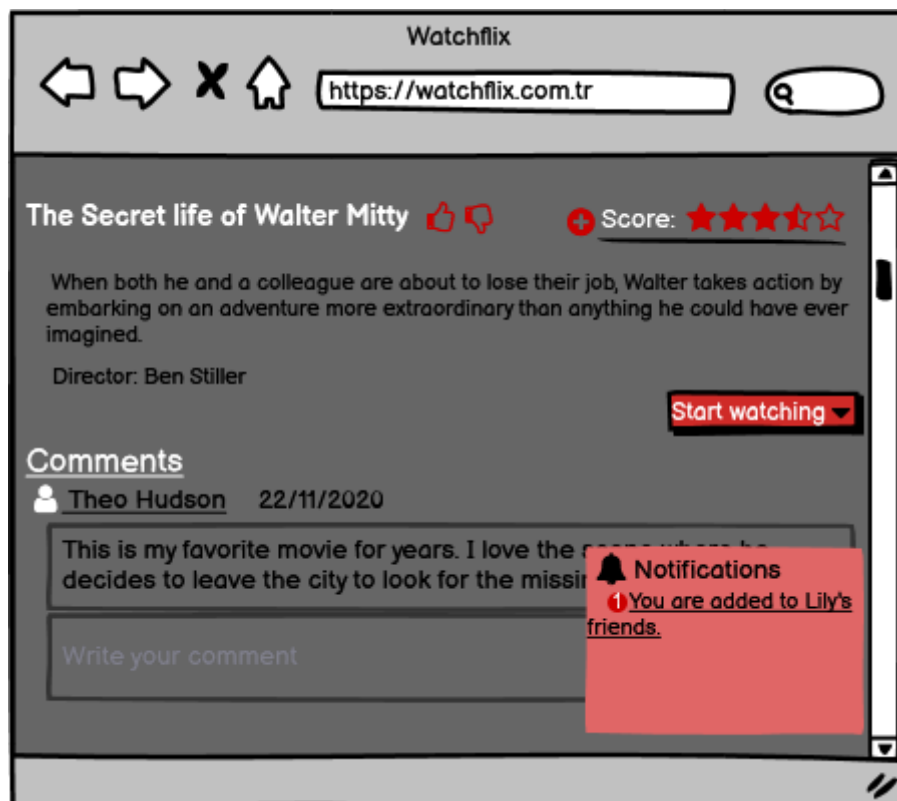 Watchflix
https://watchflix.com.tr
The Secret life of Walter Mitty
Score:
When both he and a colleague are about to lose their job, Walter takes action by
embarking on an adventure more extraordinary than anything he could have ever
imagined.
Director: Ben Stiller
Start watching
Comments
Theo Hudson 22/11/2020
This is my favorite movie for years. I love the
decides to leave the city to look for the
Write your comment
Notifications
1 You are added to Lily's
friends.